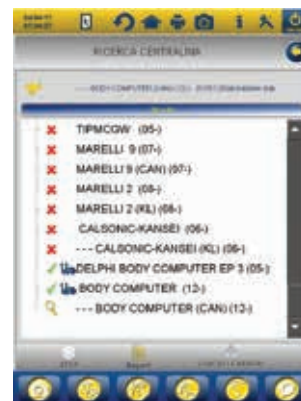 RICERCA CENTRALINA
TIPMCGW (05-)
MARELLI 9 (07-)
MARELLI 9 (CAN) (07-)
MARELLI 2 (08-)
MARELLI 2 (KL) (08-)
CALSONIC-KANSEI (06-)
--- CALSONIC-KANSEI (KL) (06-)
DELPHI BODY COMPUTER EP 3 (05-)
BODY COMPUTER (12-)
--- BODY COMPUTER (CAN) (12-)